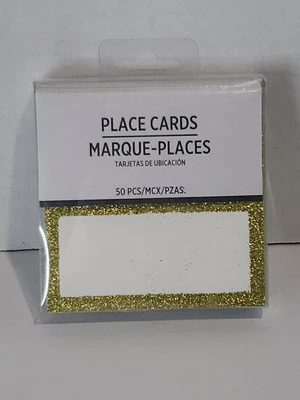 PLACE CARDS
MARQUE-PLACES
TARJETAS DE UBICACIÓN
50 PCS/MCX/PZAS.